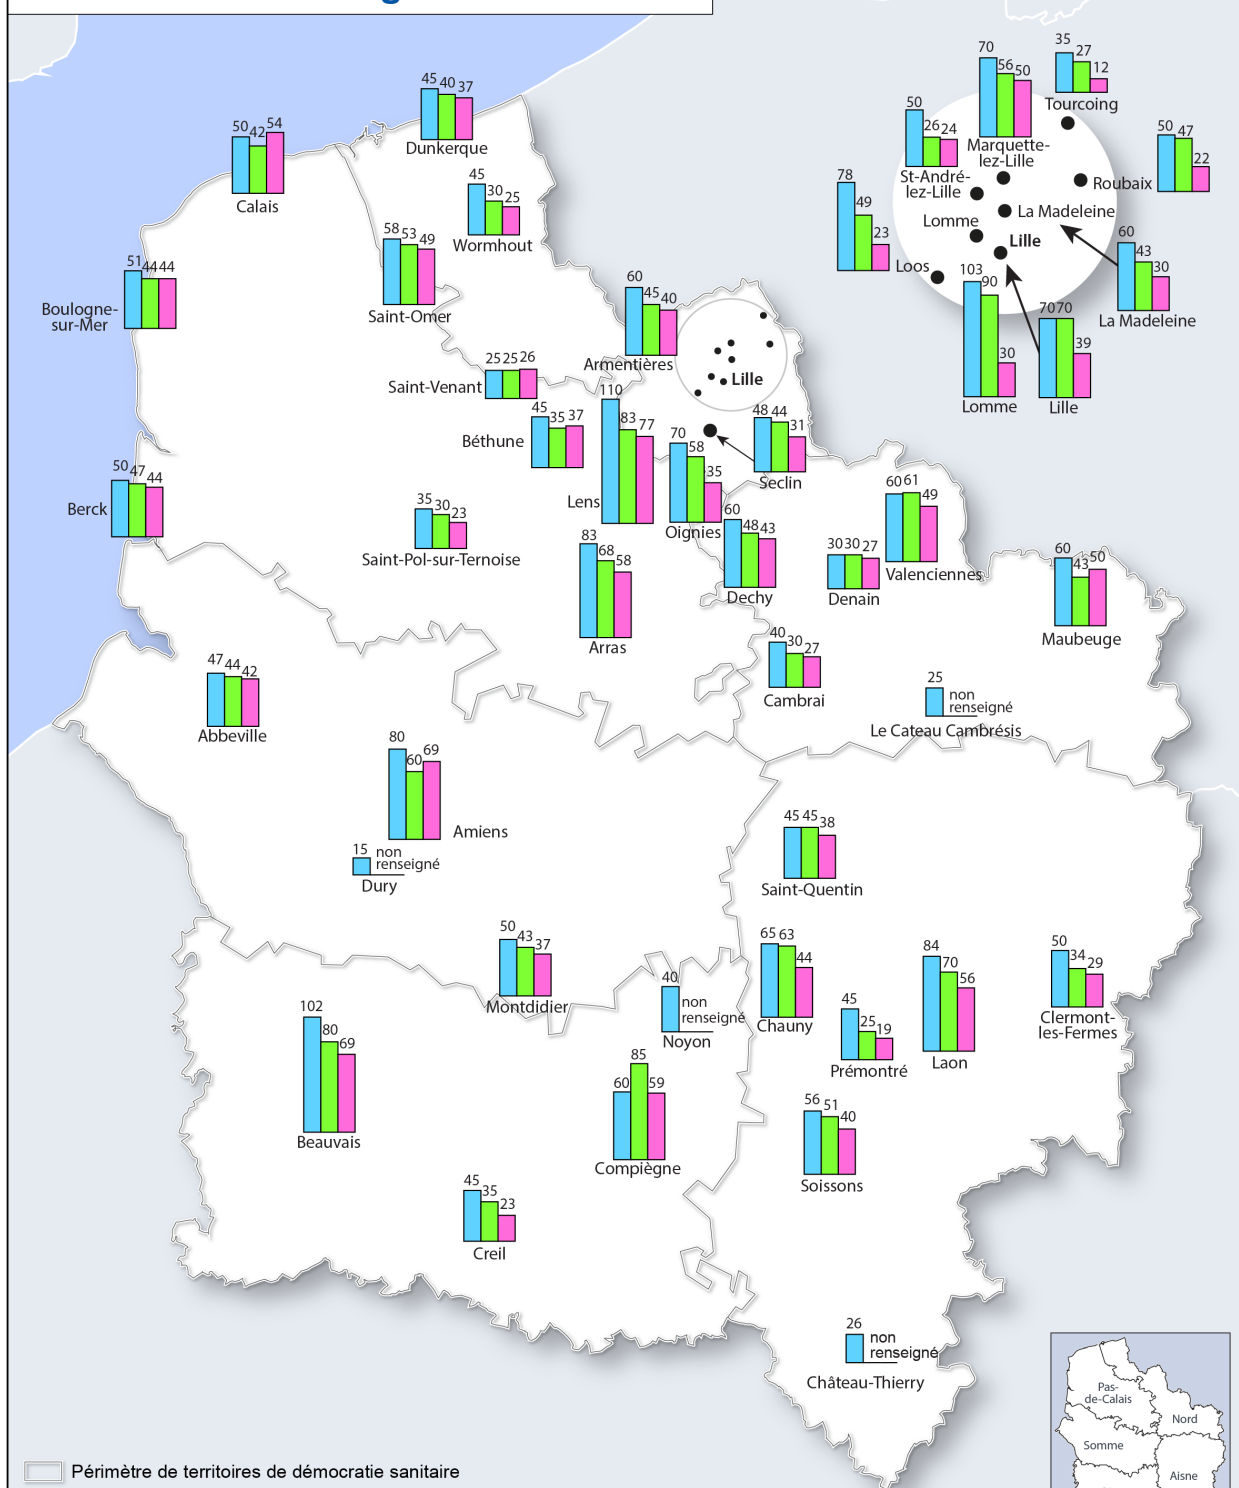 70
56
50
Marquette-
lez-Lille
35
27
12
Tourcoing
50
26
24
St-André-
lez-Lille
50
47
22
Roubaix
45
40
37
Dunkerque
50
42
54
Calais
45
30
25
Wormhout
78
49
23
Loos
La Madeleine
Lomme
Lille
60
43
30
La Madeleine
58
53
49
Saint-Omer
51
44
44
Boulogne-
sur-Mer
103
90
30
Lomme
70
70
39
Lille
60
45
40
Armentières
Lille
25
25
26
Saint-Venant
45
35
37
Béthune
110
83
77
Lens
48
44
31
Seclin
70
58
35
Oignies
50
47
44
Berck
35
30
23
Saint-Pol-sur-Ternoise
83
68
58
Arras
60
48
43
Dechy
60
61
49
Valenciennes
30
30
27
Denain
60
43
50
Maubeuge
40
30
27
Cambrai
25
non
renseigné
Le Cateau Cambrésis
47
44
42
Abbeville
80
60
69
Amiens
15
non
renseigné
Dury
45
45
38
Saint-Quentin
50
43
37
Montdidier
40
non
renseigné
Noyon
65
63
44
Chauny
84
70
56
Laon
50
34
29
Clermont-
les-Fermes
45
25
19
Prémontré
102
80
69
Beauvais
60
85
59
Compiègne
56
51
40
Soissons
45
35
23
Creil
26
non
renseigné
Château-Thierry
Pas-
de-Calais
Nord
Somme
Aisne
Périmètre de territoires de démocratie sanitaire